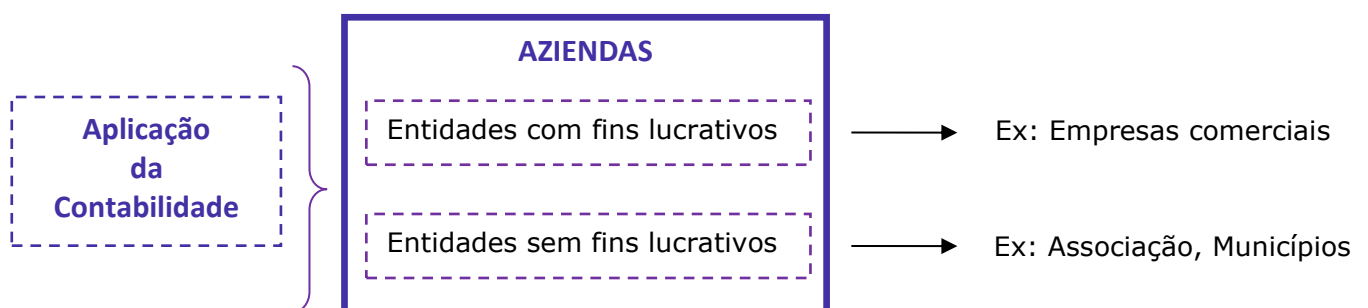 AZIENDAS
Aplicação
da
Contabilidade
Entidades com fins lucrativos
Ex: Empresas comerciais
Entidades sem fins lucrativos
Ex: Associação, Municípios